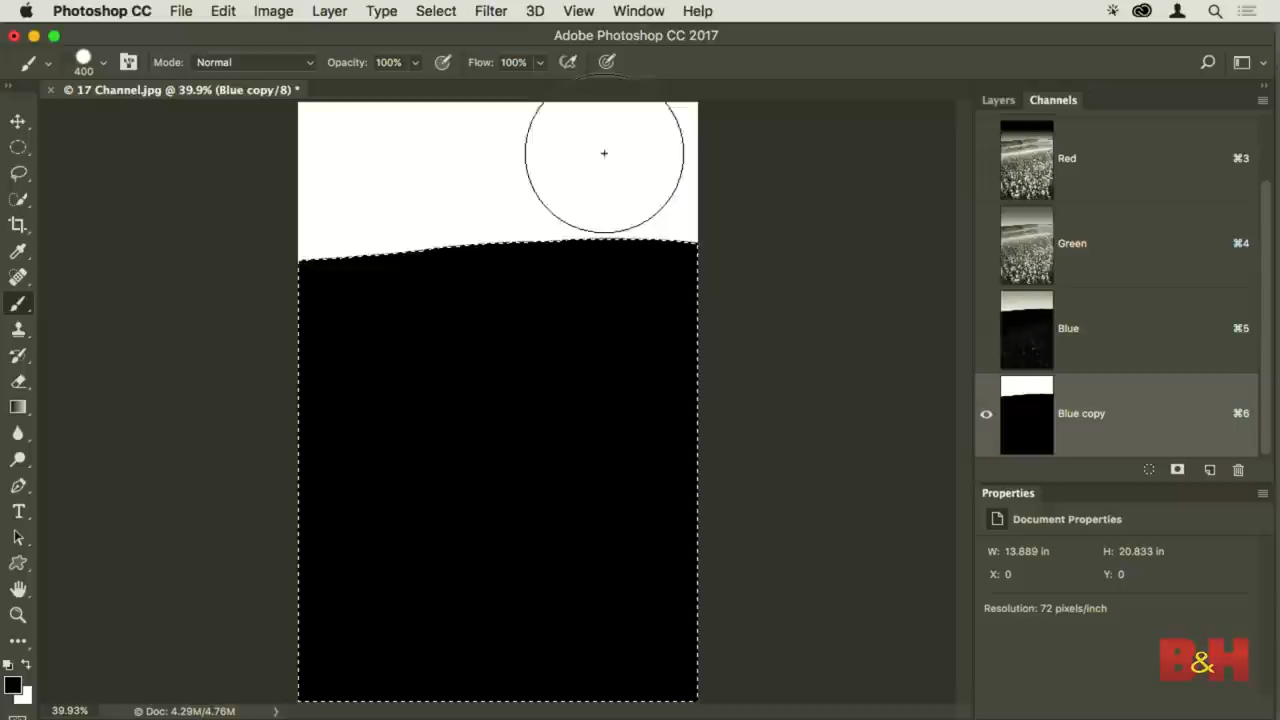 Photoshop CC File Edit Image Layer Type Select Filter 3D View Window Help
Adobe Photoshop CC 2017
400 Mode: Normal Opacity: 100% Flow: 100%
× © 17 Channel.jpg @ 39.9% (Blue copy/8) *
Layers Channels
Red ⌘3
Green ⌘4
Blue ⌘5
Blue copy ⌘6
Properties
Document Properties
W: 13.889 in H: 20.833 in
X: 0 Y: 0
Resolution: 72 pixels/inch
B&H
39.93% © Doc: 4.29M/4.76M